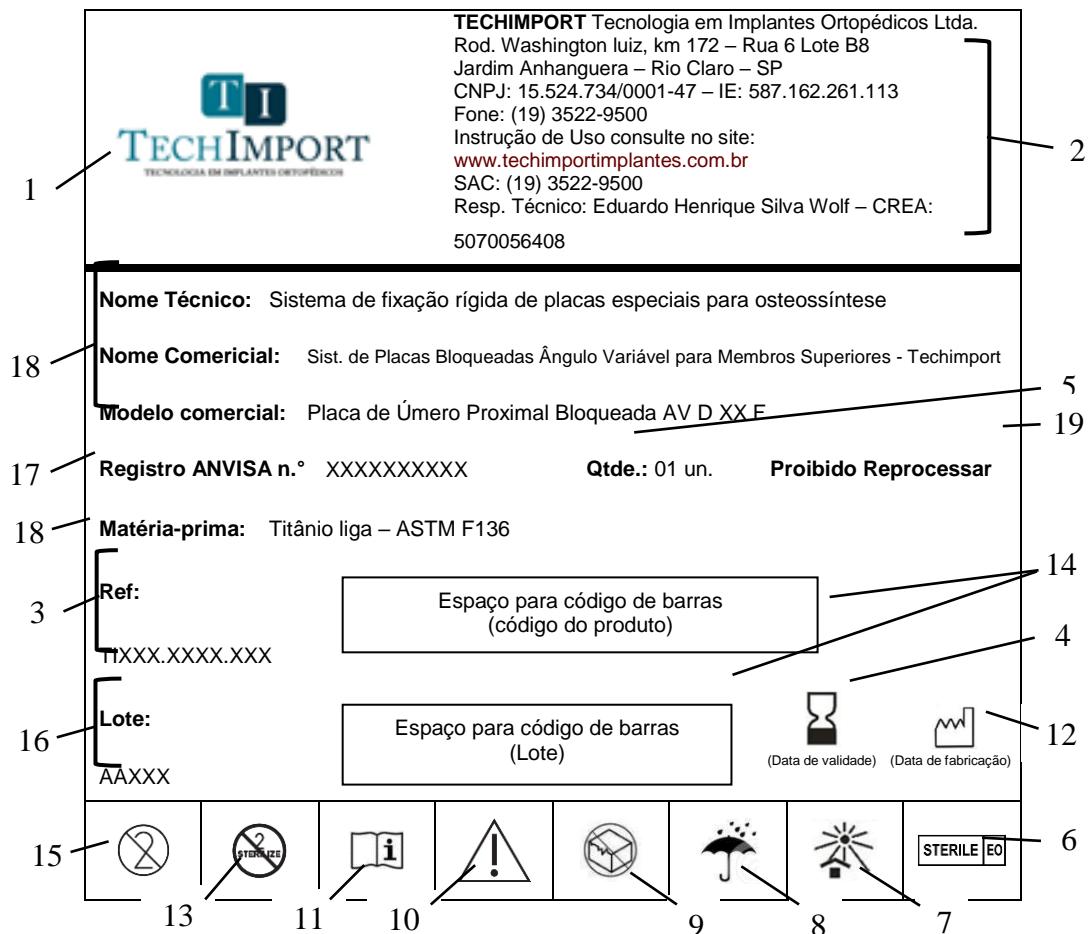 TI
TECHIMPORT
TECNOLOGIA EM IMPLANTES ORTOPÉDICOS
TECHIMPORT Tecnologia em Implantes Ortopédicos Ltda.
Rod. Washington luiz, km 172 – Rua 6 Lote B8
Jardim Anhanguera – Rio Claro – SP
CNPJ: 15.524.734/0001-47 – IE: 587.162.261.113
Fone: (19) 3522-9500
Instrução de Uso consulte no site:
www.techimportimplantes.com.br
SAC: (19) 3522-9500
Resp. Técnico: Eduardo Henrique Silva Wolf – CREA:
5070056408
1
2
Nome Técnico: Sistema de fixação rígida de placas especiais para osteossíntese
18
Nome Comericial: Sist. de Placas Bloqueadas Ângulo Variável para Membros Superiores - Techimport
5
Modelo comercial: Placa de Úmero Proximal Bloqueada AV D XX F
19
17
Registro ANVISA n.° XXXXXXXXXX Qtde.: 01 un. Proibido Reprocessar
18
Matéria-prima: Titânio liga – ASTM F136
14
3
Ref:
Espaço para código de barras
(código do produto)
4
TIXXX.XXXX.XXX
16
Lote:
Espaço para código de barras
(Lote)
12
(Data de validade) (Data de fabricação)
AAXXX
15
2
2
STERILIZE
i
!
STERILE EO
6
13
11
10
9
8
7